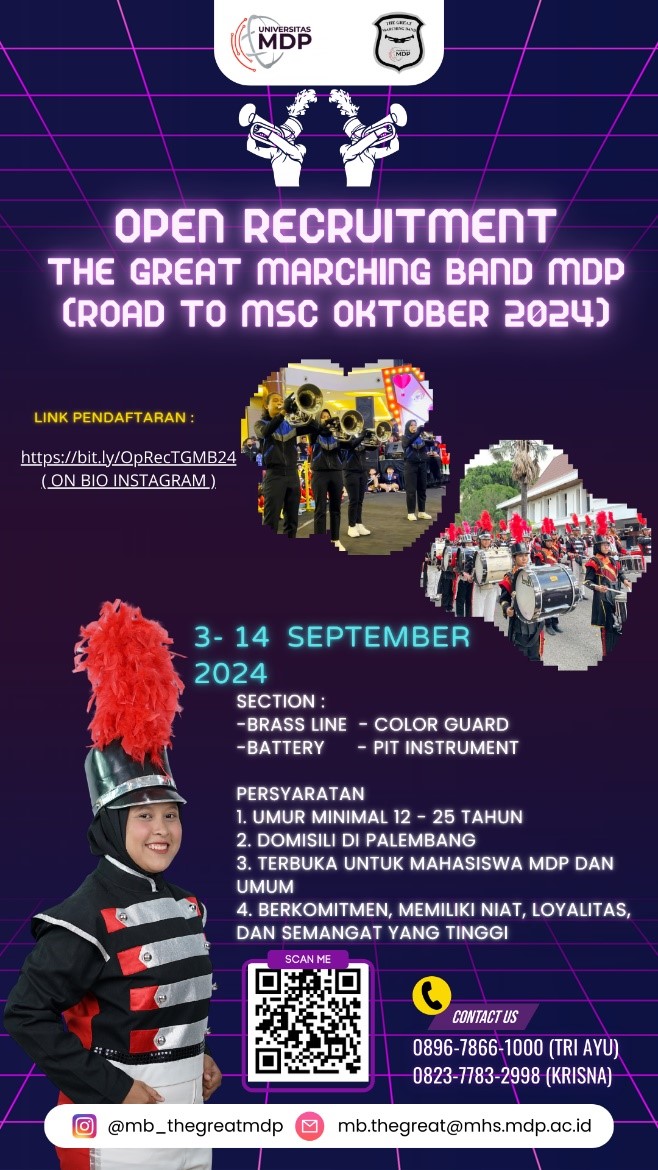 UNIVERSITAS
MDP
THE GREAT
MARCHING BAND
MDP
OPEN RECRUITMENT
THE GREAT MARCHING BAND MDP
(ROAD TO MSC OKTOBER 2024)
LINK PENDAFTARAN :
https://bit.ly/OpRecTGMB24
( ON BIO INSTAGRAM )
3- 14 SEPTEMBER
2024
SECTION :
-BRASS LINE - COLOR GUARD
-BATTERY - PIT INSTRUMENT
PERSYARATAN
1. UMUR MINIMAL 12 - 25 TAHUN
2. DOMISILI DI PALEMBANG
3. TERBUKA UNTUK MAHASISWA MDP DAN
UMUM
4. BERKOMITMEN, MEMILIKI NIAT, LOYALITAS,
DAN SEMANGAT YANG TINGGI
SCAN ME
CONTACT US
0896-7866-1000 (TRI AYU)
0823-7783-2998 (KRISNA)
@mb_thegreatmdp mb.thegreat@mhs.mdp.ac.id